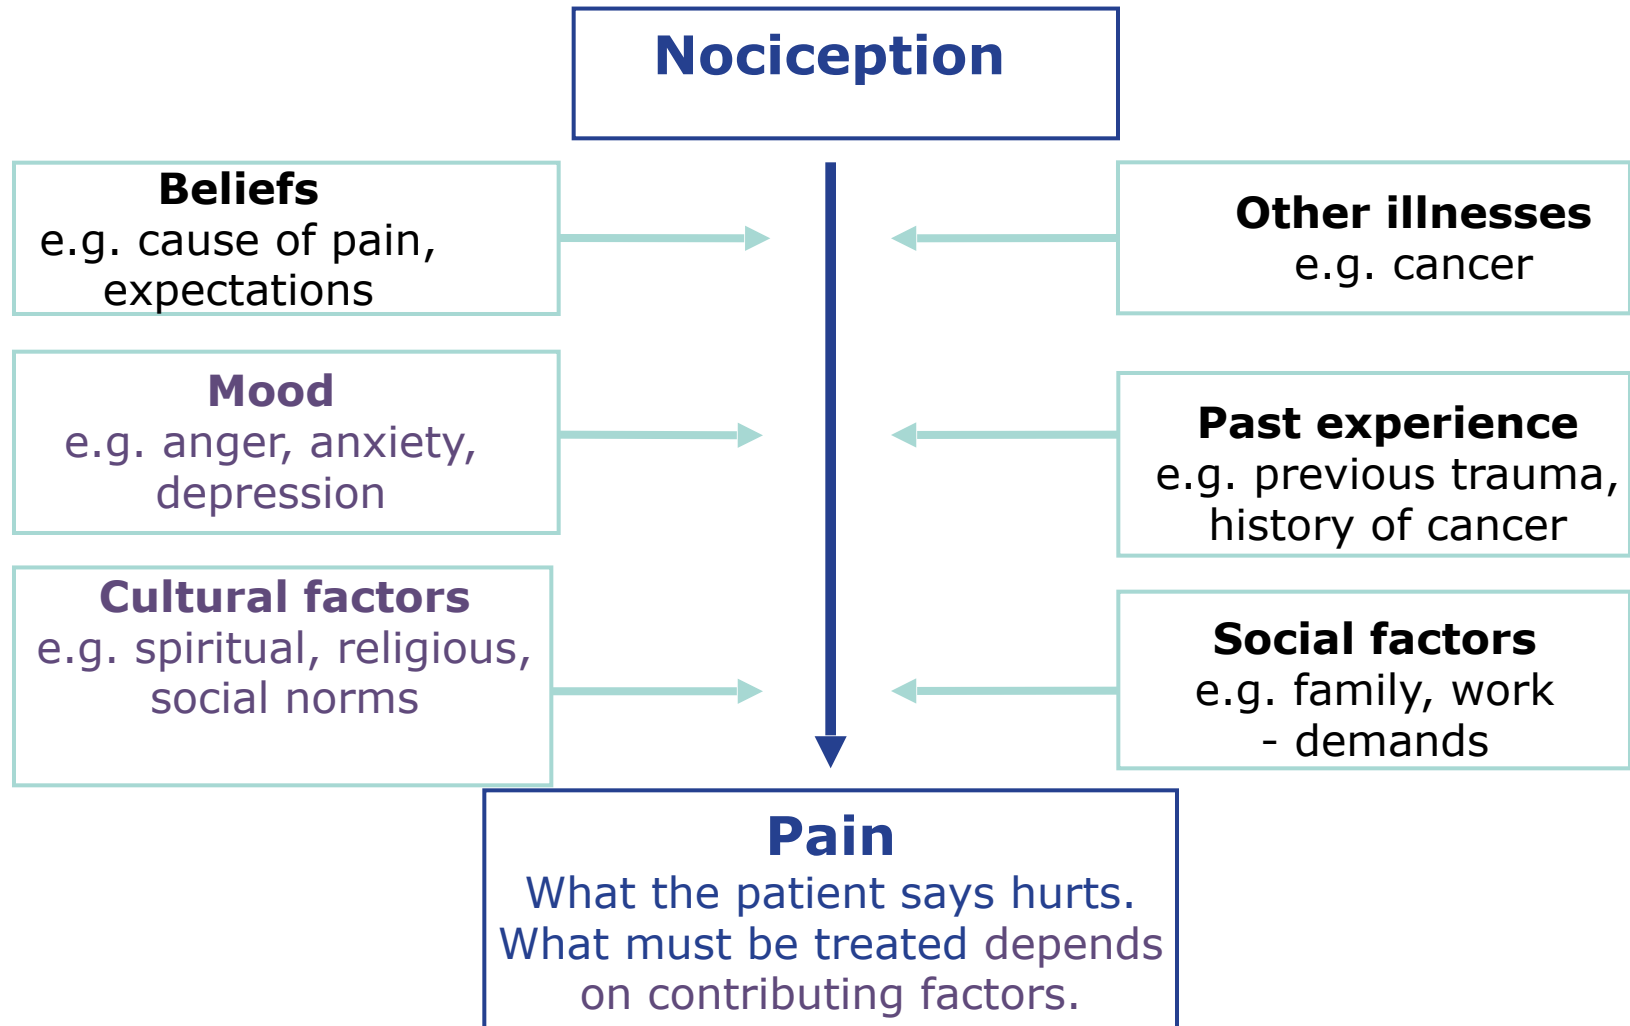 Nociception
Beliefs
e.g. cause of pain,
expectations
Other illnesses
e.g. cancer
Mood
e.g. anger, anxiety,
depression
Past experience
e.g. previous trauma,
history of cancer
Cultural factors
e.g. spiritual, religious,
social norms
Social factors
e.g. family, work
- demands
Pain
What the patient says hurts.
What must be treated depends
on contributing factors.